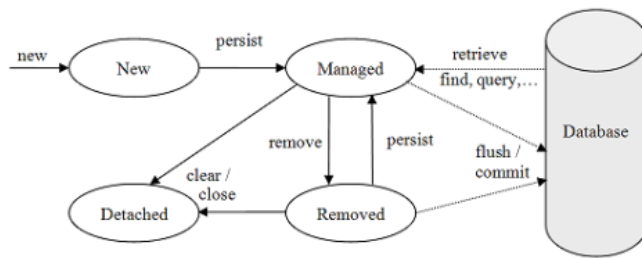 new
New
persist
Managed
retrieve
find, query,...
Database
remove
persist
flush /
commit
clear /
close
Detached
Removed